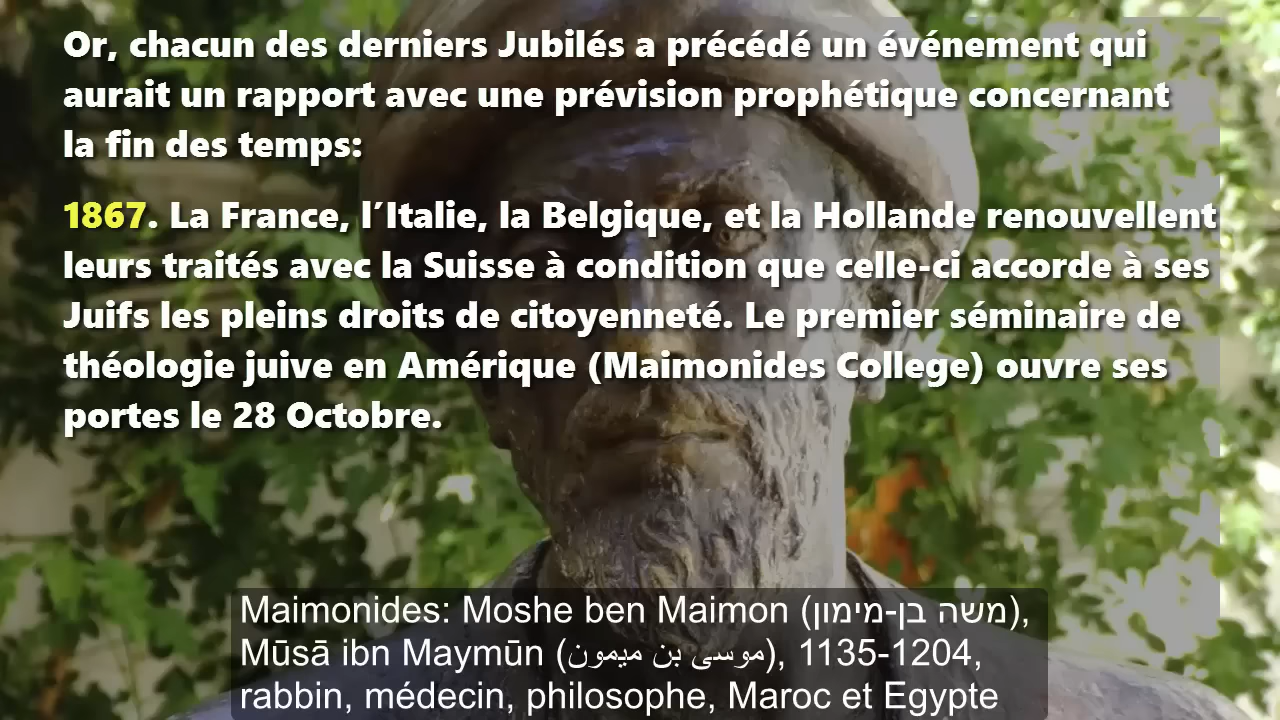 Or, chacun des derniers Jubilés a précédé un événement qui
aurait un rapport avec une prévision prophétique concernant
la fin des temps:
1867. La France, l´Italie, la Belgique, et la Hollande renouvellent
leurs traités avec la Suisse à condition que celle-ci accorde à ses
Juifs les pleins droits de citoyenneté. Le premier séminaire de
théologie juive en Amérique (Maimonides College) ouvre ses
portes le 28 Octobre.
Maimonides: Moshe ben Maimon (משה בן-מימון),
Mūsā ibn Maymūn (موسى بن ميمون), 1135-1204,
rabbin, médecin, philosophe, Maroc et Egypte